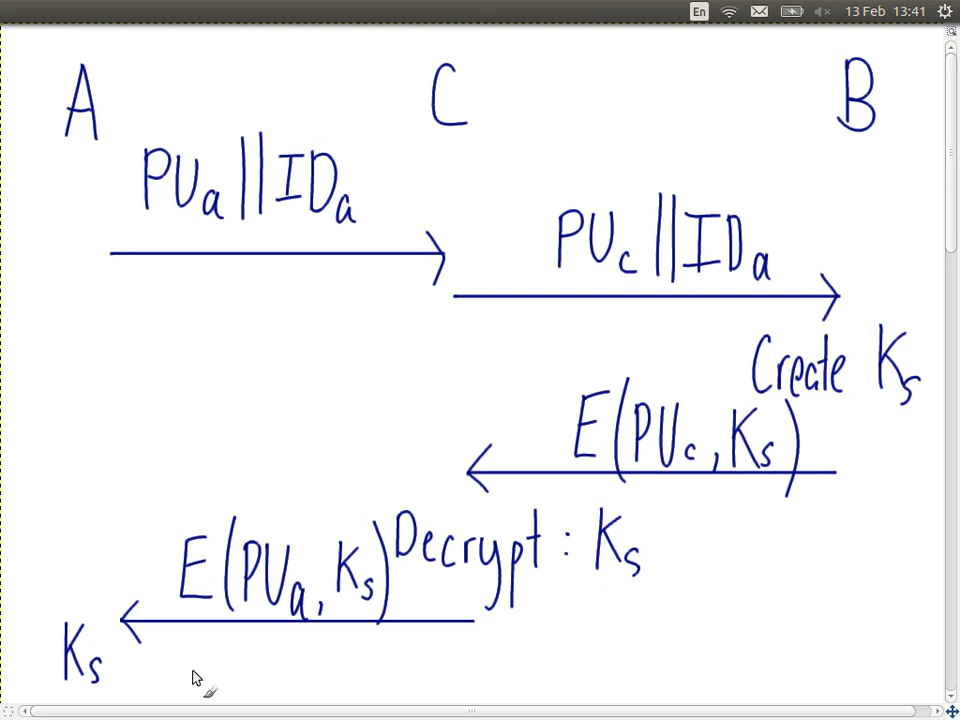 En 13 Feb 13:41
A C B
PUa||IDa
PUc||IDa
Create Ks
E(PUc,Ks)
Decrypt: Ks
E(PUa,Ks)
Ks